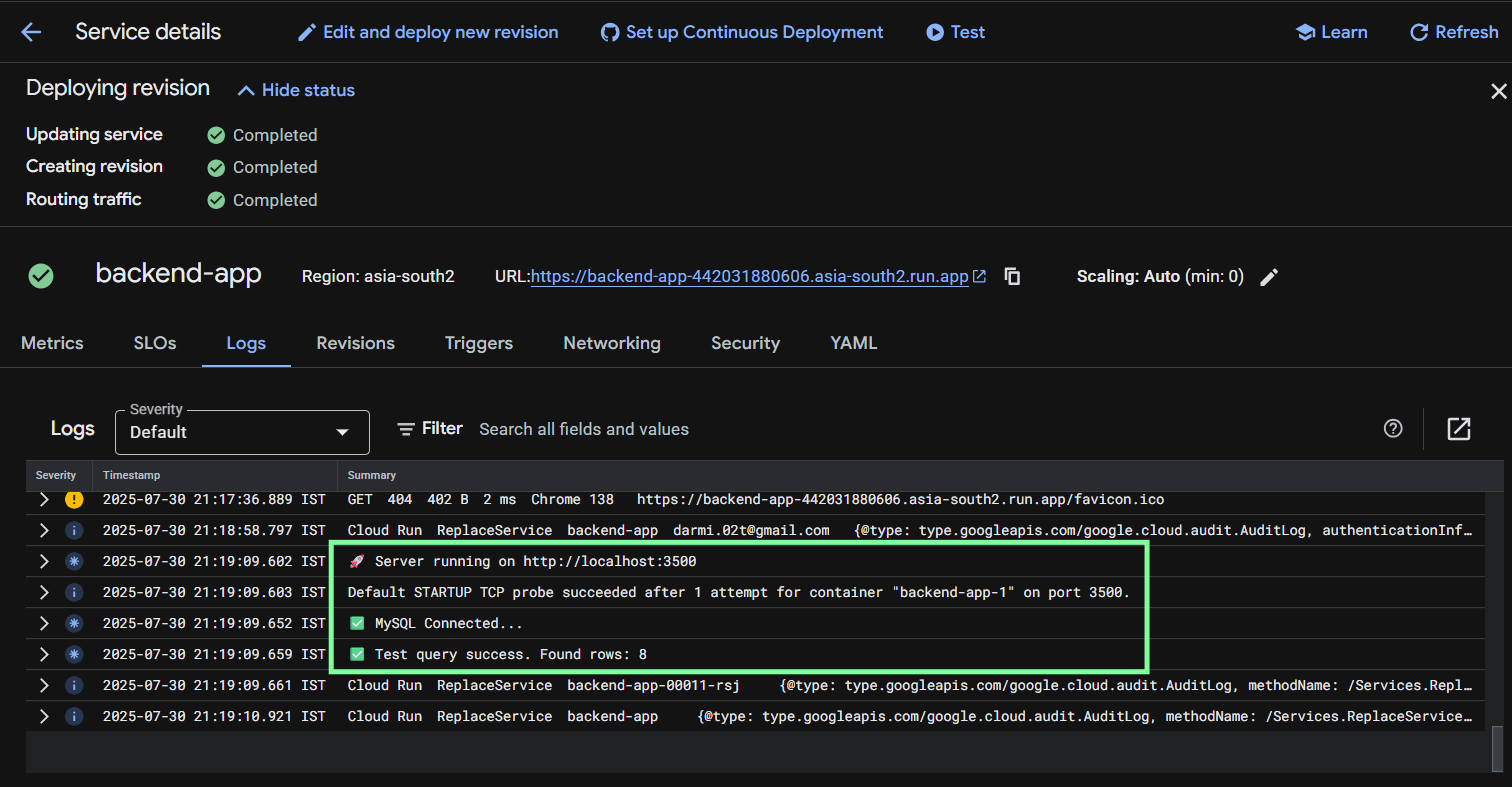 Service details Edit and deploy new revision Set up Continuous Deployment Test Learn Refresh
Deploying revision Hide status
Updating service Completed
Creating revision Completed
Routing traffic Completed
backend-app Region: asia-south2 URL:https://backend-app-442031880606.asia-south2.run.app Scaling: Auto (min: 0)
Metrics SLOs Logs Revisions Triggers Networking Security YAML
Severity
Logs Default Filter Search all fields and values
Severity Timestamp Summary
2025-07-30 21:17:36.889 IST GET 404 402 B 2 ms Chrome 138 https://backend-app-442031880606.asia-south2.run.app/favicon.ico
2025-07-30 21:18:58.797 IST Cloud Run ReplaceService backend-app darmi.02t@gmail.com {@type: type.googleapis.com/google.cloud.audit.AuditLog, authenticationInf…
2025-07-30 21:19:09.602 IST 🚀 Server running on http://localhost:3500
2025-07-30 21:19:09.603 IST Default STARTUP TCP probe succeeded after 1 attempt for container "backend-app-1" on port 3500.
2025-07-30 21:19:09.652 IST ✅ MySQL Connected...
2025-07-30 21:19:09.659 IST ✅ Test query success. Found rows: 8
2025-07-30 21:19:09.661 IST Cloud Run ReplaceService backend-app-00011-rsj {@type: type.googleapis.com/google.cloud.audit.AuditLog, methodName: /Services.Repl…
2025-07-30 21:19:10.921 IST Cloud Run ReplaceService backend-app {@type: type.googleapis.com/google.cloud.audit.AuditLog, methodName: /Services.ReplaceService…